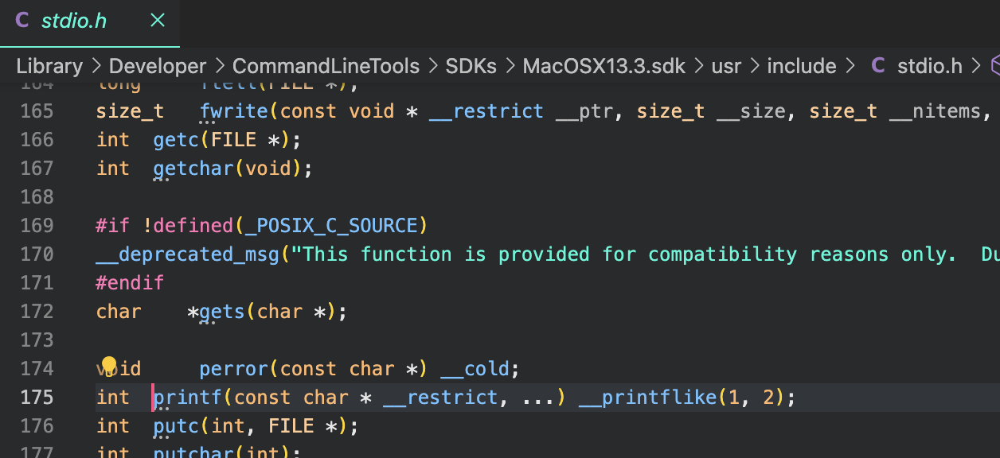 C stdio.h ×
Library > Developer > CommandLineTools > SDKs > MacOSX13.3.sdk > usr > include > C stdio.h >
164 long ftell(FILE *);
165 size_t fwrite(const void * __restrict __ptr, size_t __size, size_t __nitems,
166 int getc(FILE *);
167 int getchar(void);
168
169 #if !defined(_POSIX_C_SOURCE)
170 __deprecated_msg("This function is provided for compatibility reasons only.  Du
171 #endif
172 char *gets(char *);
173
174 void perror(const char *) __cold;
175 int printf(const char * __restrict, ...) __printflike(1, 2);
176 int putc(int, FILE *);
177 int putchar(int);